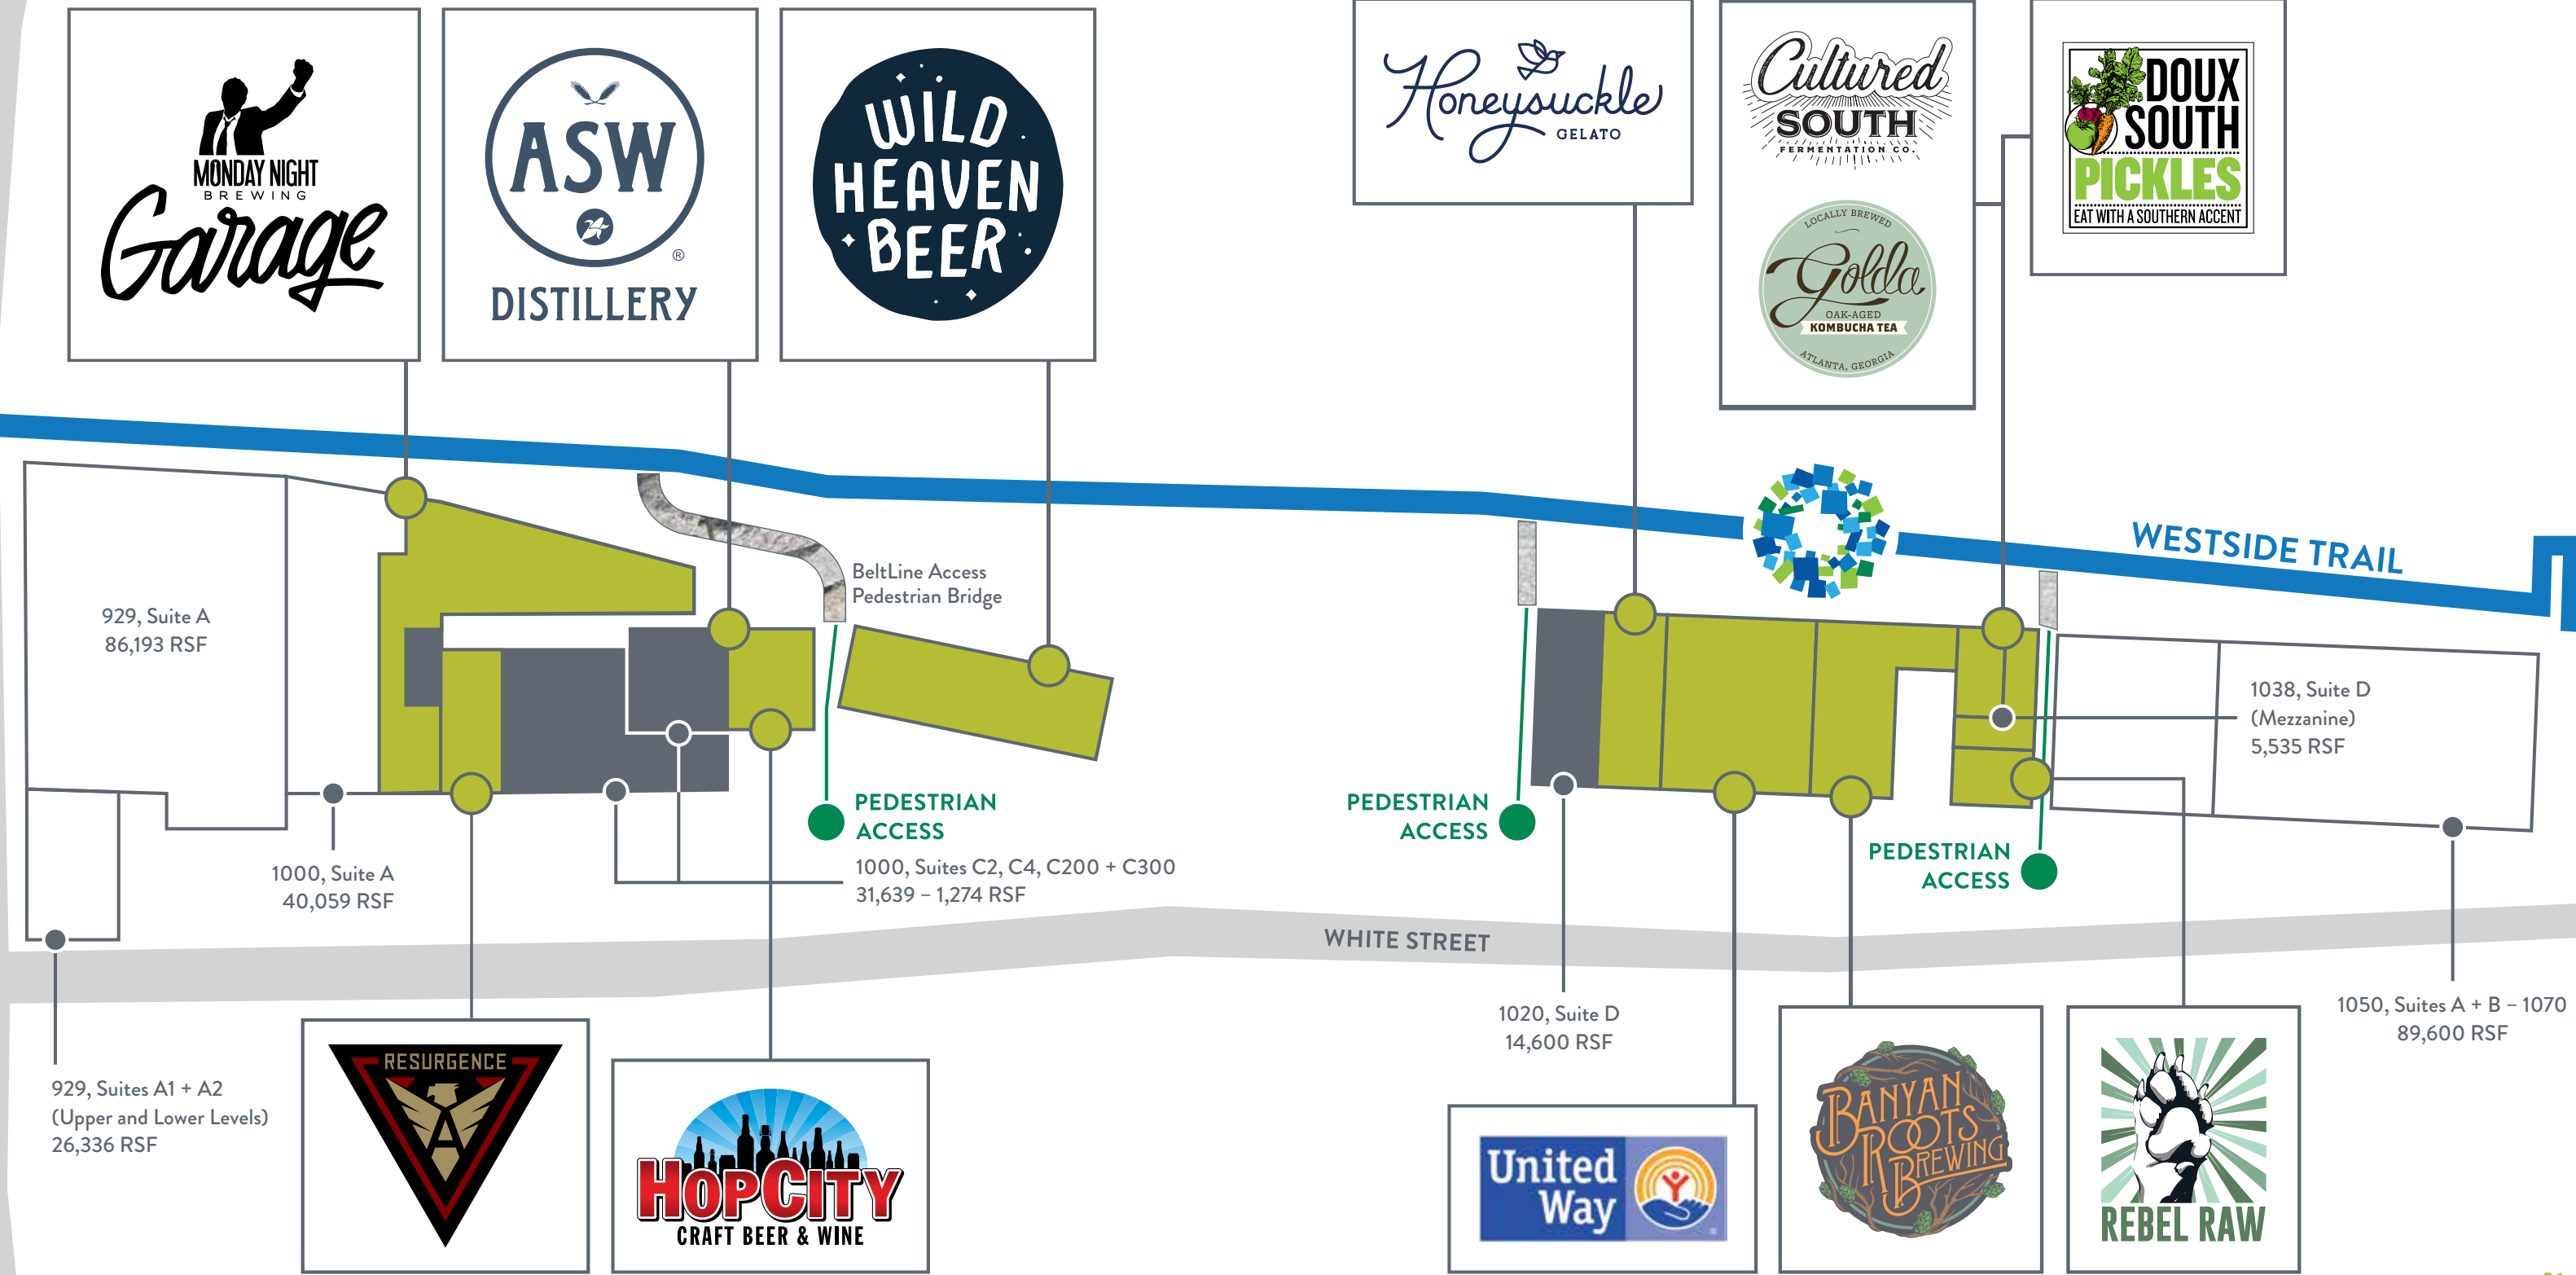 MONDAY NIGHT
BREWING
Garage
ASW
®
DISTILLERY
WILD
HEAVEN
BEER
Honeysuckle
GELATO
Cultured
SOUTH
FERMENTATION CO.
LOCALLY BREWED
Golda
OAK-AGED
KOMBUCHA TEA
ATLANTA, GEORGIA
DOUX
SOUTH
PICKLES
EAT WITH A SOUTHERN ACCENT
WESTSIDE TRAIL
BeltLine Access
Pedestrian Bridge
929, Suite A
86,193 RSF
1038, Suite D
(Mezzanine)
5,535 RSF
PEDESTRIAN
ACCESS
PEDESTRIAN
ACCESS
PEDESTRIAN
ACCESS
1000, Suite A
40,059 RSF
1000, Suites C2, C4, C200 + C300
31,639 – 1,274 RSF
WHITE STREET
1020, Suite D
14,600 RSF
1050, Suites A + B – 1070
89,600 RSF
929, Suites A1 + A2
(Upper and Lower Levels)
26,336 RSF
RESURGENCE
A
HOPCITY
CRAFT BEER & WINE
United
Way
BANYAN
ROOTS
BREWING
REBEL RAW